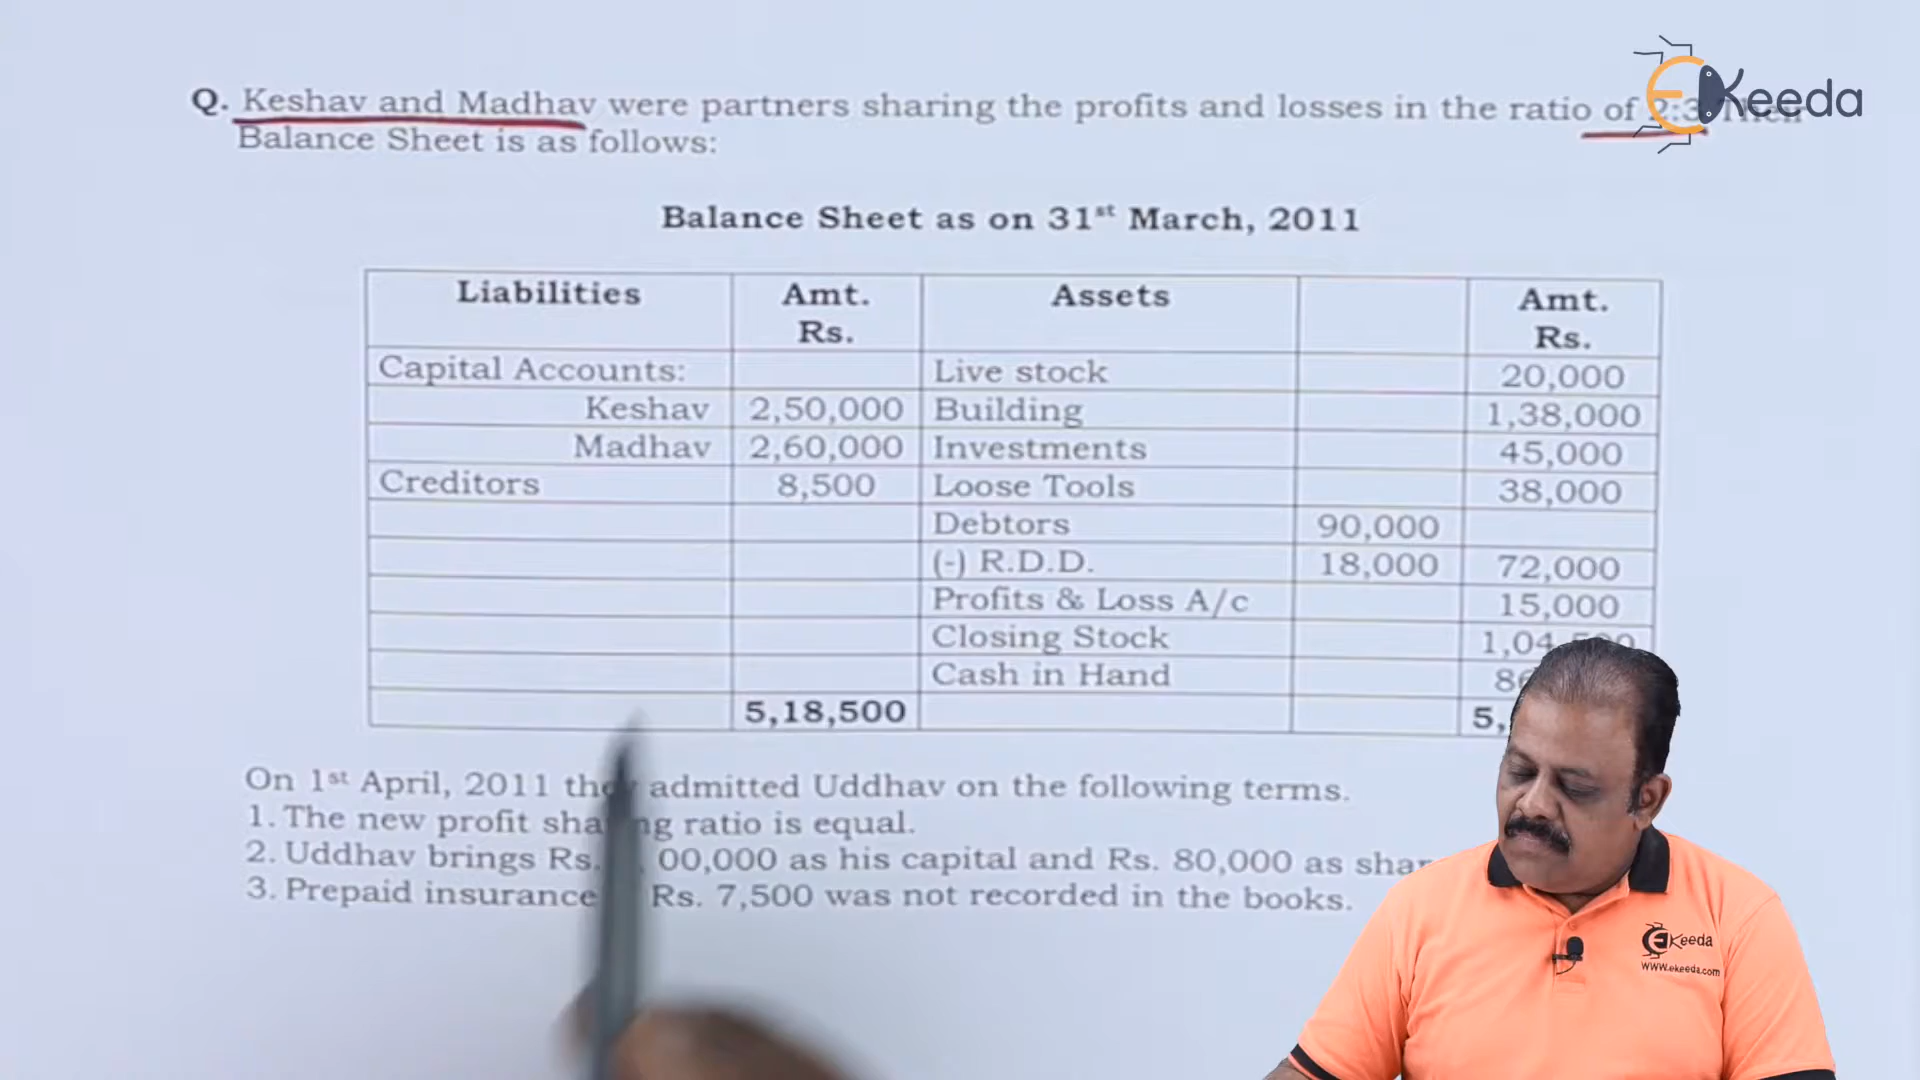 Q. Keshav and Madhav were partners sharing the profits and losses in the ratio of 2:3
Balance Sheet is as follows:
Keeda
Balance Sheet as on 31st March, 2011
Liabilities Amt. Rs. Assets Amt. Rs.
Capital Accounts: Live stock 20,000
Keshav 2,50,000 Building 1,38,000
Madhav 2,60,000 Investments 45,000
Creditors 8,500 Loose Tools 38,000
Debtors 90,000
(-) R.D.D. 18,000 72,000
Profits & Loss A/c 15,000
Closing Stock
Cash in Hand
5,18,500
On 1st April, 2011 they admitted Uddhav on the following terms.
1. The new profit sharing ratio is equal.
2. Uddhav brings Rs. 00,000 as his capital and Rs. 80,000 as
3. Prepaid insurance Rs. 7,500 was not recorded in the books.
Keeda
www.ekeeda.com